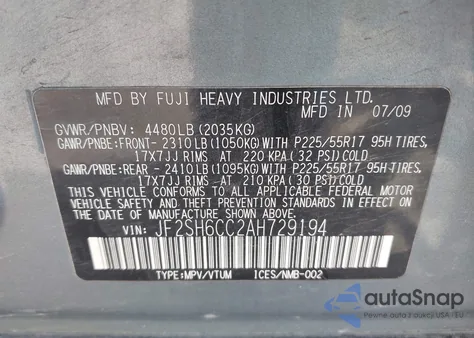 MFD BY FUJI HEAVY INDUSTRIES LTD.
MFD IN 07/09
GVWR/PNBV: 4480LB(2035KG)
GAWR/PNBE:FRONT-2310LB(1050KG)WITH P225/55R17 95H TIRES,
17X7JJ RIMS AT 220 KPA(32 PSI)COLD
GAWR/PNBE:REAR -2410LB(1095KG)WITH P225/55R17 95H TIRES,
17X7JJ RIMS AT 210 KPA(30 PSI)COLD
THIS VEHICLE CONFORMS TO ALL APPLICABLE FEDERAL MOTOR
VEHICLE SAFETY STANDARDS IN EFFECT ON THE DATE OF
MANUFACTURE SHOWN ABOVE.
VIN: JF2SH6CC2AH729194
TYPE:MPV/VTUM ICES/NMB-002
autaSnap
Pewne auto z USA/EU